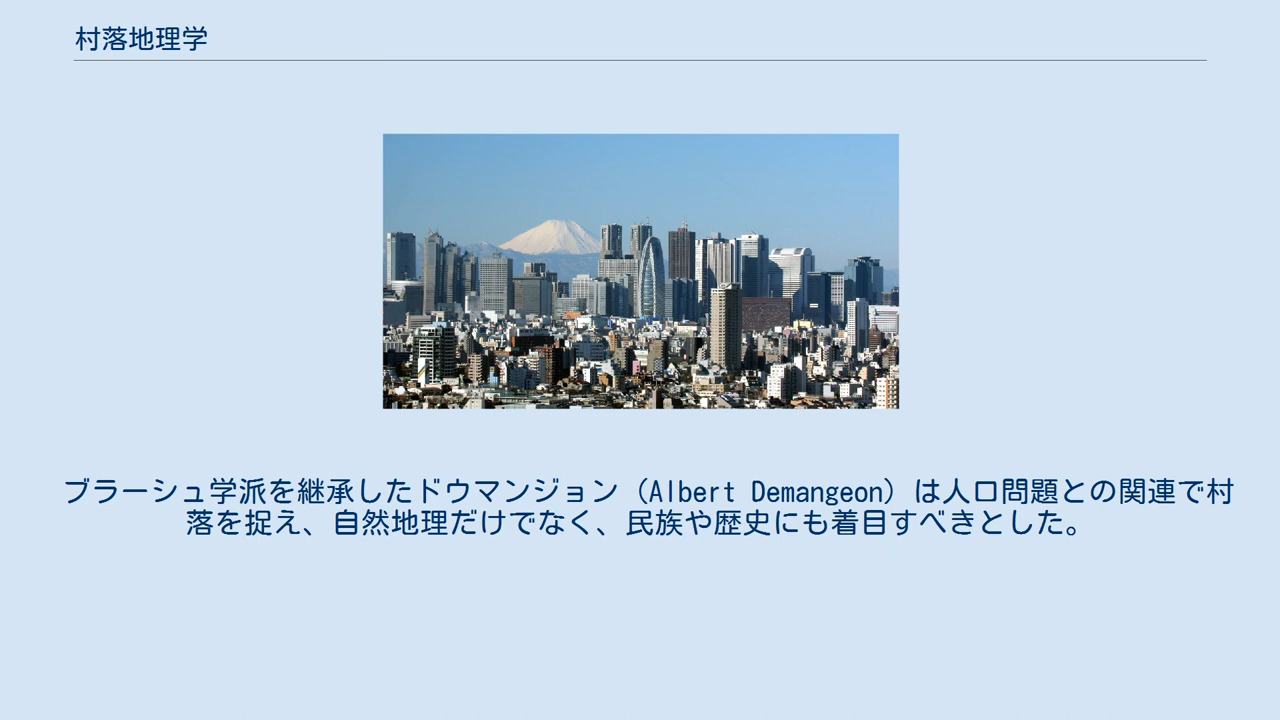 村落地理学
ブラーシュ学派を継承したドウマンジョン（Albert Demangeon）は人口問題との関連で村
落を捉え、自然地理だけでなく、民族や歴史にも着目すべきとした。